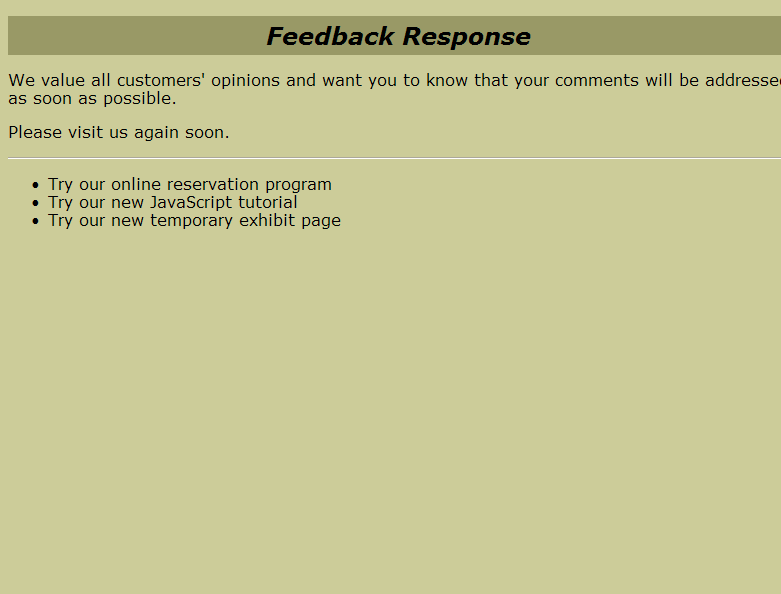 Feedback Response
We value all customers' opinions and want you to know that your comments will be addresse
as soon as possible.
Please visit us again soon.
Try our online reservation program
Try our new JavaScript tutorial
Try our new temporary exhibit page